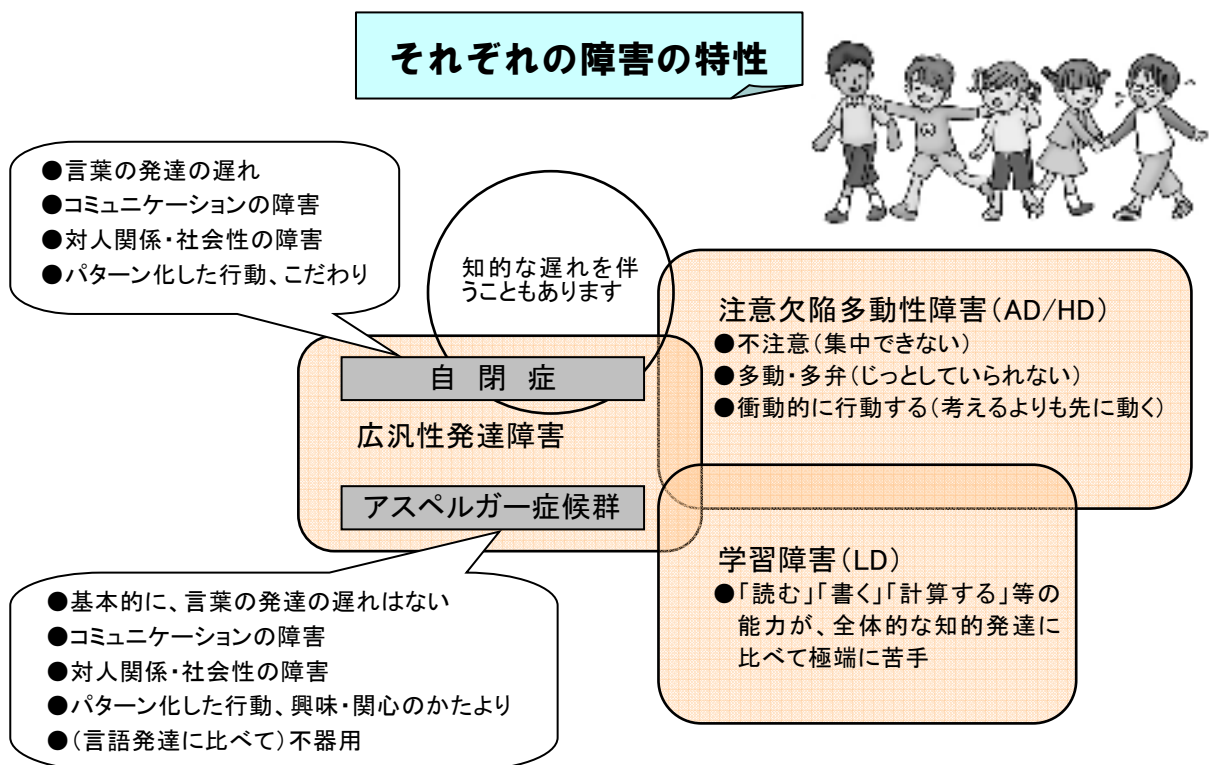 それぞれの障害の特性
●言葉の発達の遅れ
●コミュニケーションの障害
●対人関係・社会性の障害
●パターン化した行動、こだわり
知的な遅れを伴
うこともあります
自閉症
広汎性発達障害
アスペルガー症候群
注意欠陥多動性障害(AD/HD)
●不注意(集中できない)
●多動・多弁(じっとしていられない)
●衝動的に行動する(考えるよりも先に動く)
学習障害(LD)
●「読む」「書く」「計算する」等の
能力が、全体的な知的発達に
比べて極端に苦手
●基本的に、言葉の発達の遅れはない
●コミュニケーションの障害
●対人関係・社会性の障害
●パターン化した行動、興味・関心のかたより
●(言語発達に比べて)不器用